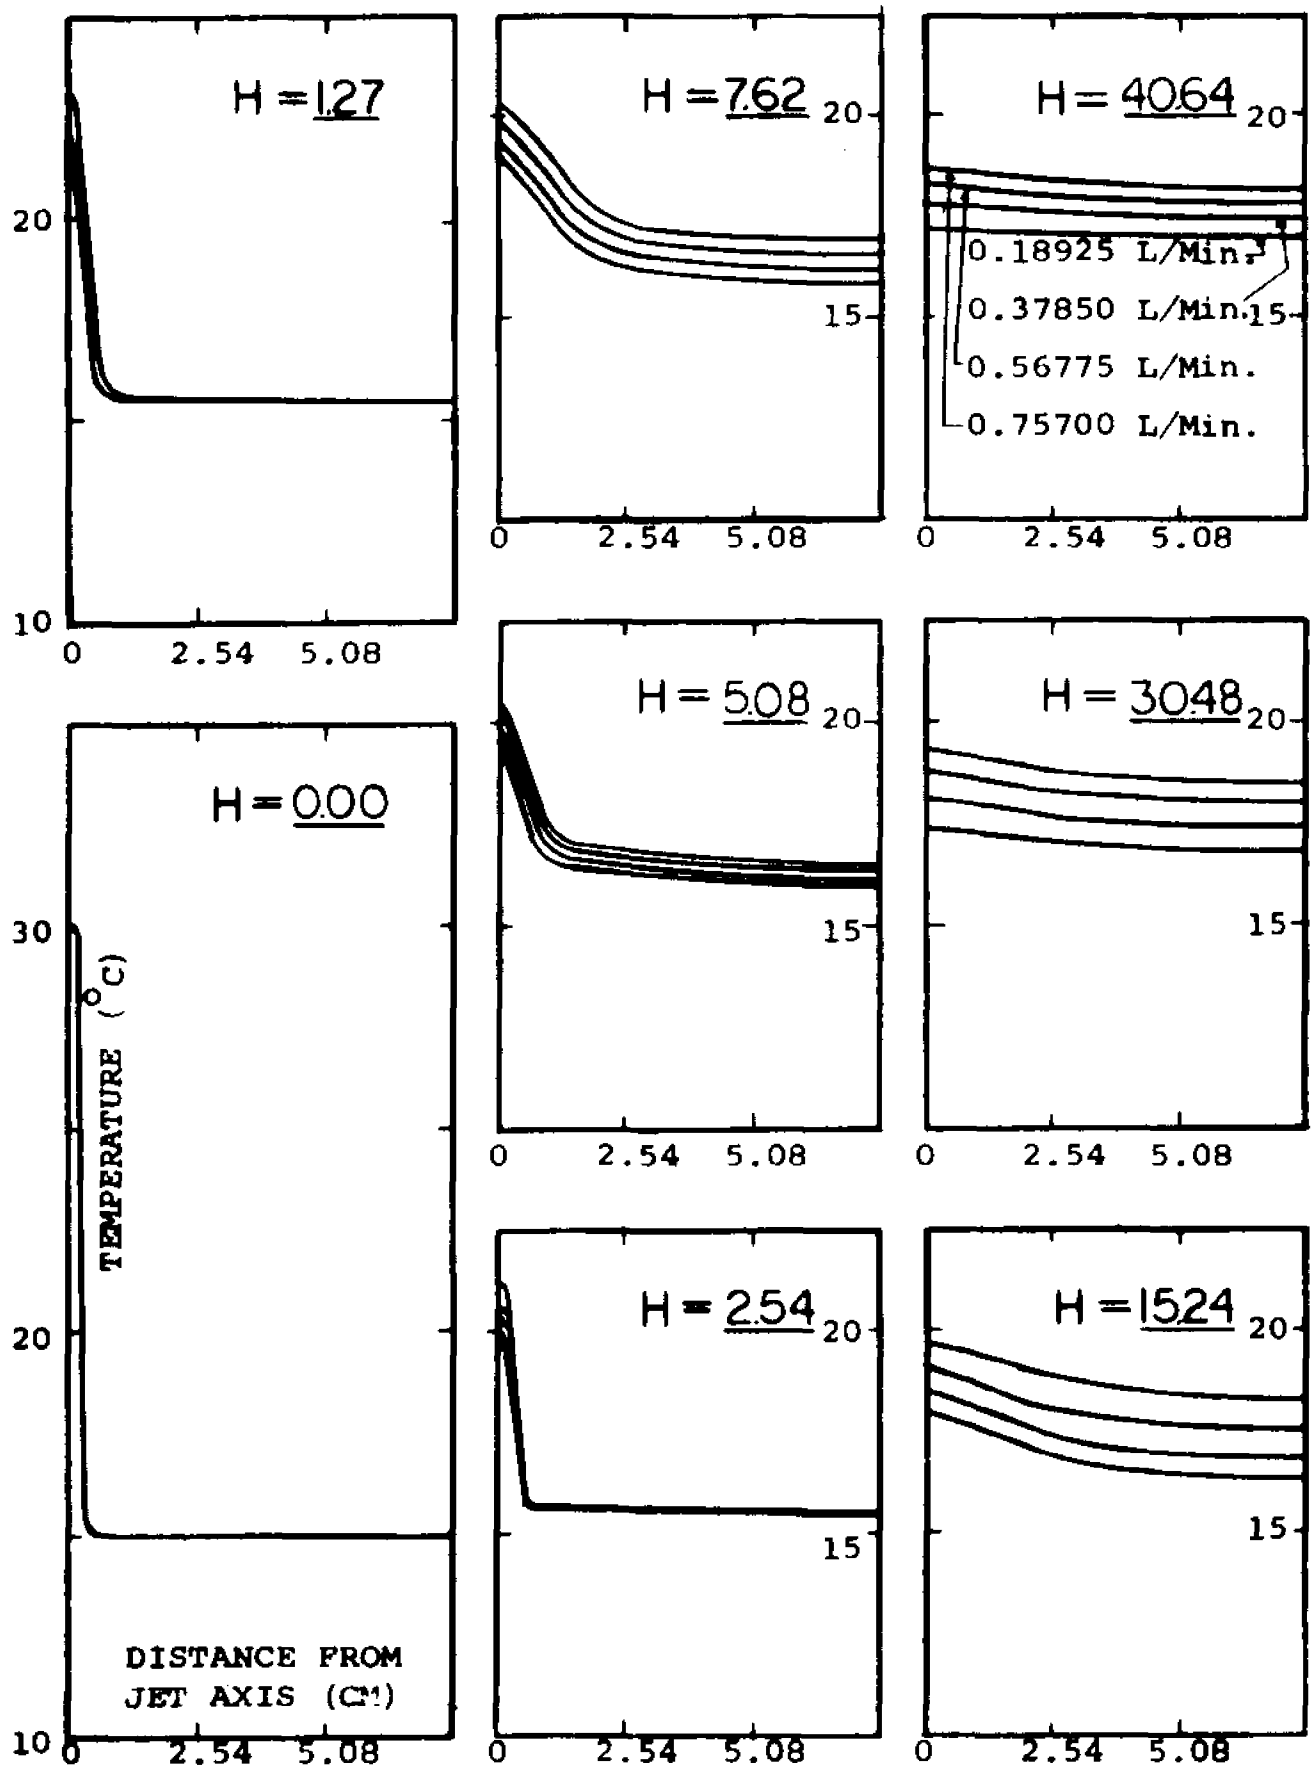 H = 1.27
20
10
0 2.54 5.08
H = 7.62
20
15
0 2.54 5.08
H = 40.64
20
0.18925 L/Min.
0.37850 L/Min.
15
0.56775 L/Min.
0.75700 L/Min.
0 2.54 5.08
H = 0.00
30
20
10
TEMPERATURE (°C)
DISTANCE FROM
JET AXIS (CM)
0 2.54 5.08
H = 5.08
20
15
0 2.54 5.08
H = 30.48
20
15
0 2.54 5.08
H = 2.54
20
15
0 2.54 5.08
H = 15.24
20
15
0 2.54 5.08